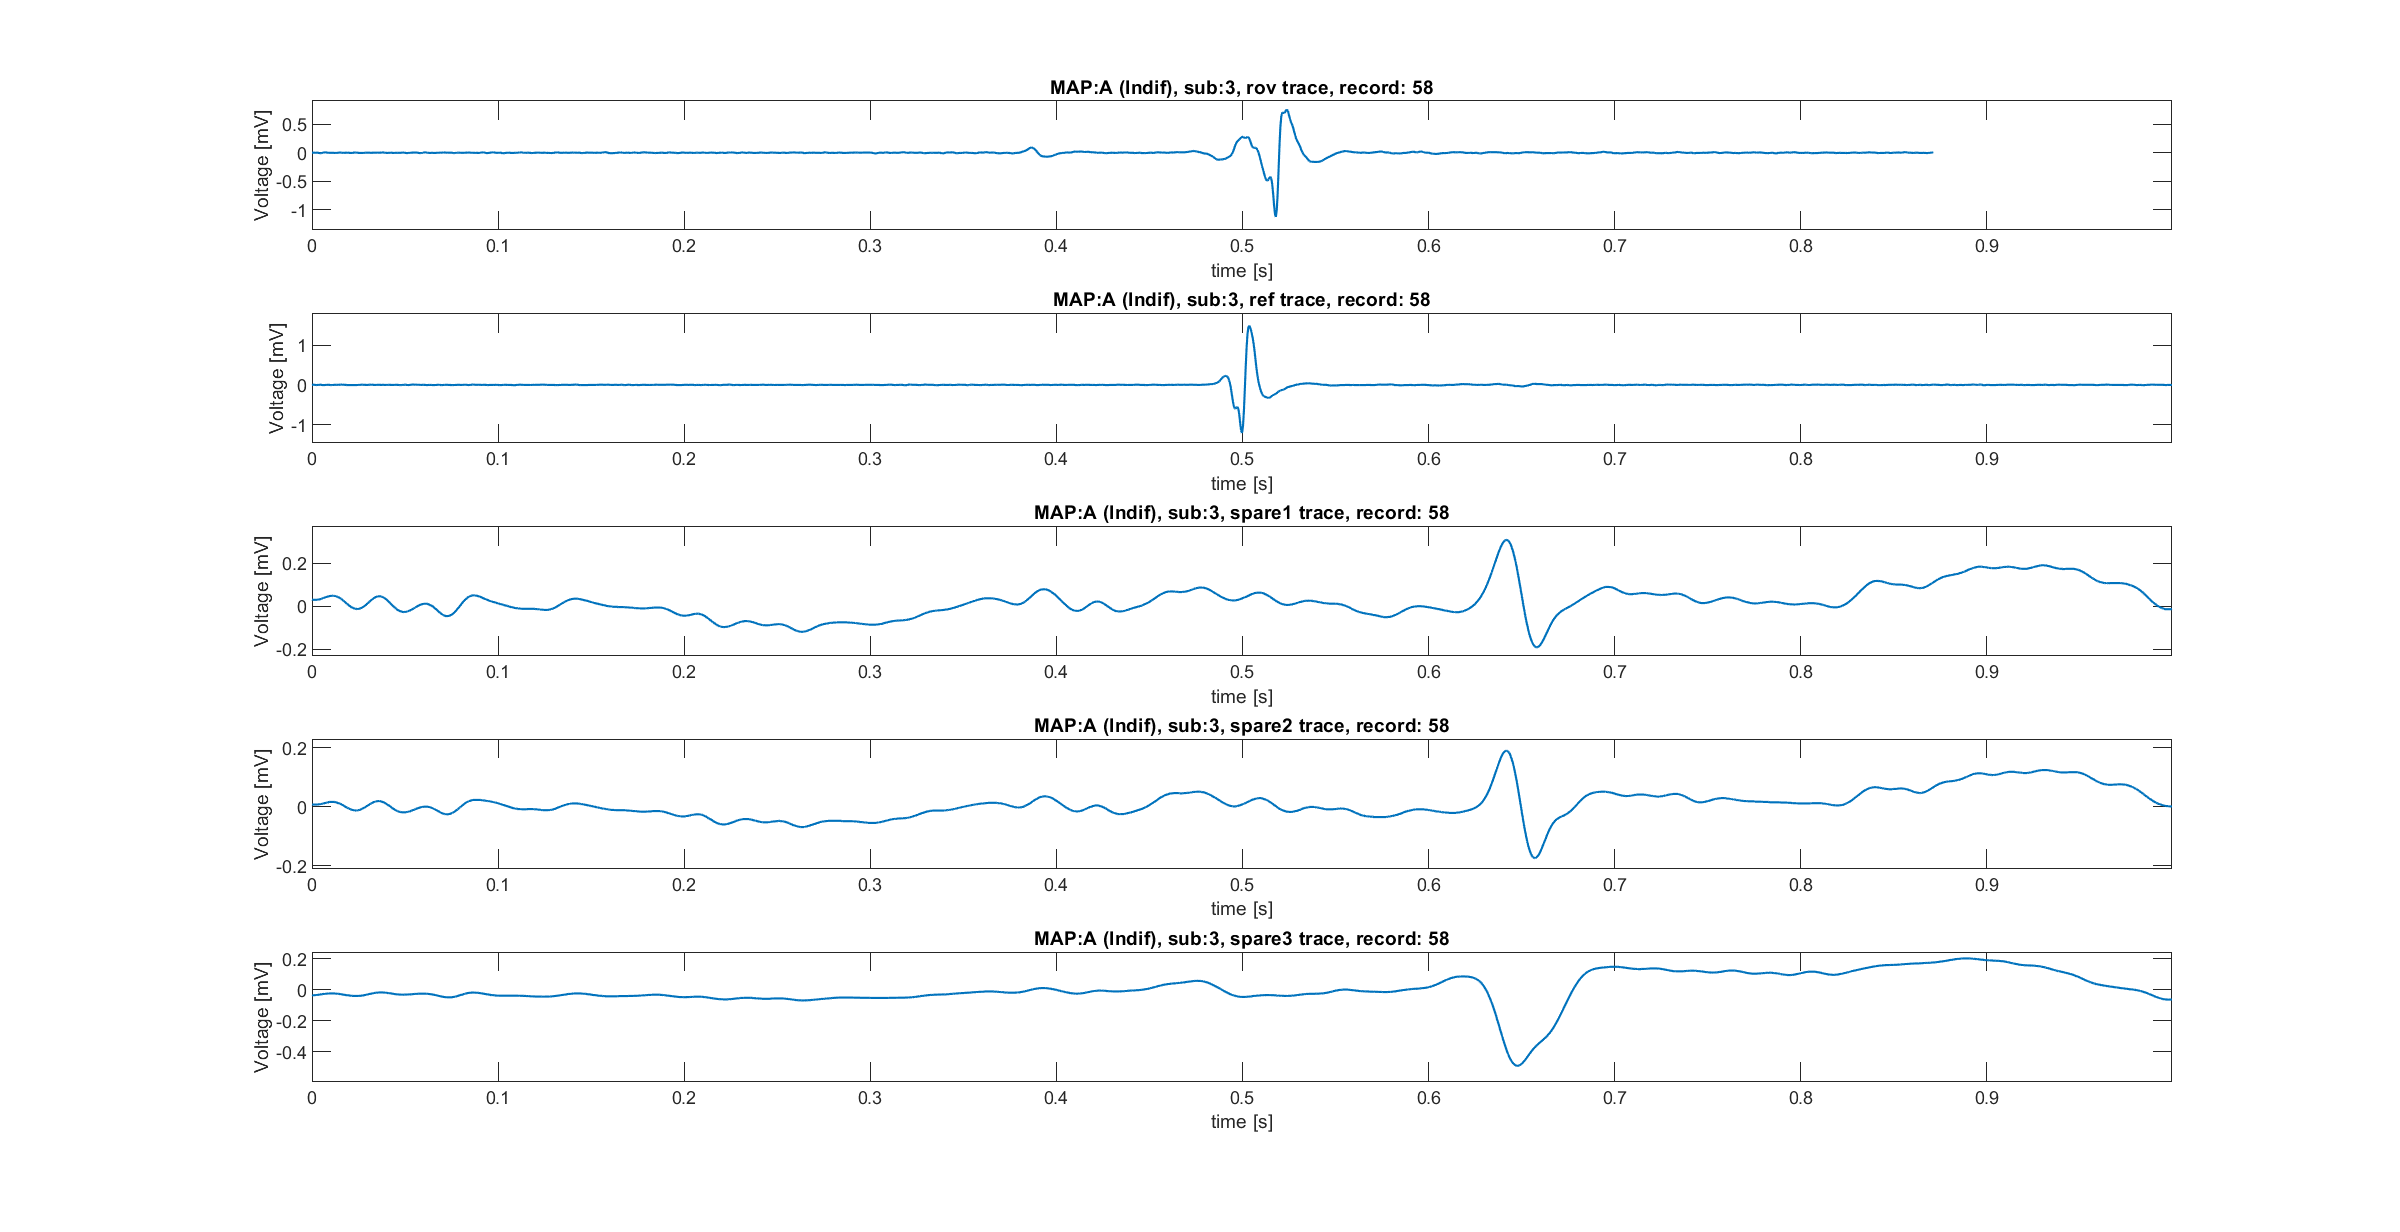 MAP:A (Indif), sub:3, rov trace, record: 58
Voltage [mV]
0.5
0
-0.5
-1
0 0.1 0.2 0.3 0.4 0.5 0.6 0.7 0.8 0.9
time [s]
MAP:A (Indif), sub:3, ref trace, record: 58
Voltage [mV]
1
0
-1
0 0.1 0.2 0.3 0.4 0.5 0.6 0.7 0.8 0.9
time [s]
MAP:A (Indif), sub:3, spare1 trace, record: 58
Voltage [mV]
0.2
0
-0.2
0 0.1 0.2 0.3 0.4 0.5 0.6 0.7 0.8 0.9
time [s]
MAP:A (Indif), sub:3, spare2 trace, record: 58
Voltage [mV]
0.2
0
-0.2
0 0.1 0.2 0.3 0.4 0.5 0.6 0.7 0.8 0.9
time [s]
MAP:A (Indif), sub:3, spare3 trace, record: 58
Voltage [mV]
0.2
0
-0.2
-0.4
0 0.1 0.2 0.3 0.4 0.5 0.6 0.7 0.8 0.9
time [s]